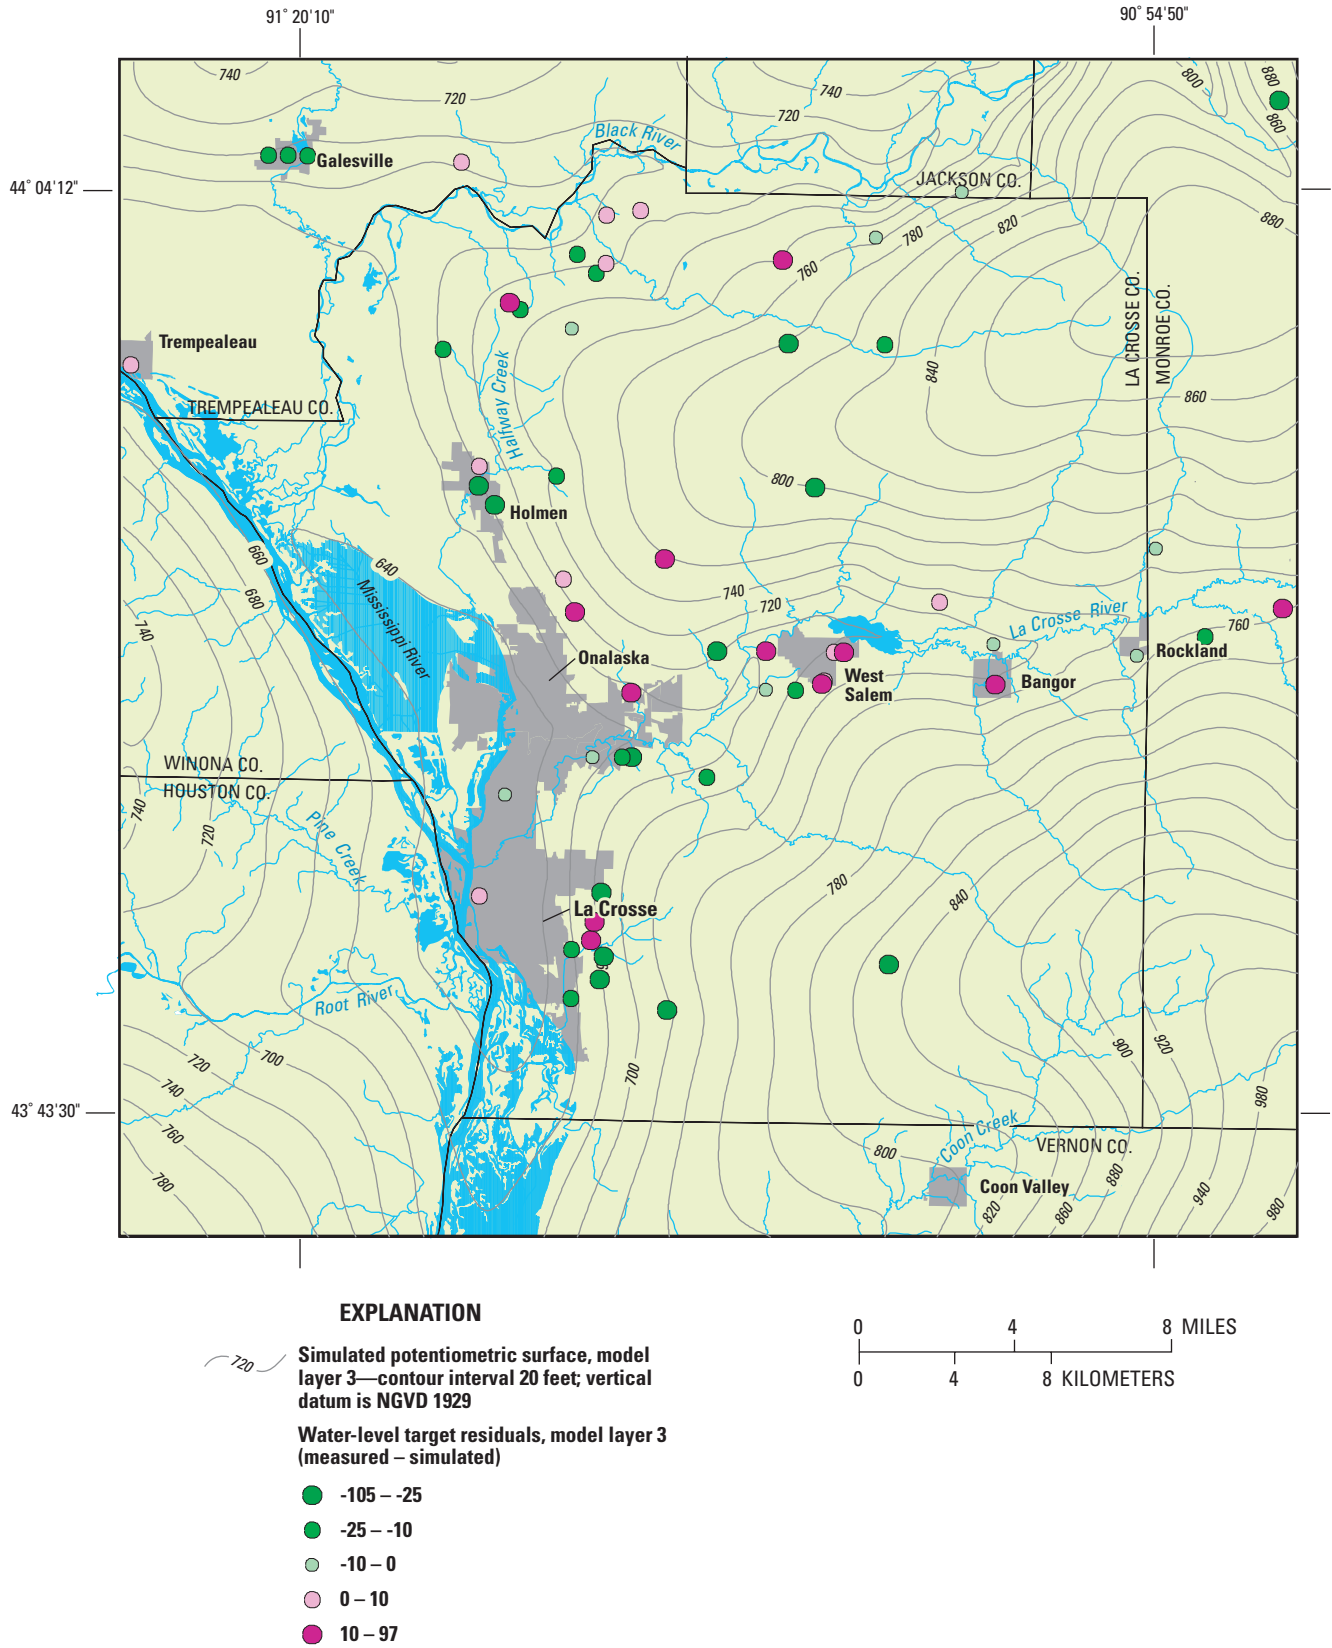 91° 20'10"
90° 54'50"
740
720
740
720
800
880
860
Black River
Galesville
44° 04'12"
JACKSON CO.
820
780
880
760
LA CROSSE CO.
MONROE CO.
Trempealeau
Halfway Creek
840
860
TREMPEALEAU CO.
800
Holmen
660
640
680
Mississippi River
740
720
La Crosse River
740
760
Onalaska
West
Salem
Bangor
Rockland
WINONA CO.
HOUSTON CO.
740
720
Pine Creek
780
840
La Crosse
Root River
720
700
740
760
780
700
900
920
980
43° 43'30"
Coon Creek
VERNON CO.
800
Coon Valley
820
860
880
940
980
EXPLANATION
720
Simulated potentiometric surface, model
layer 3—contour interval 20 feet; vertical
datum is NGVD 1929
Water-level target residuals, model layer 3
(measured – simulated)
-105 – -25
-25 – -10
-10 – 0
0 – 10
10 – 97
0 4 8 MILES
0 4 8 KILOMETERS